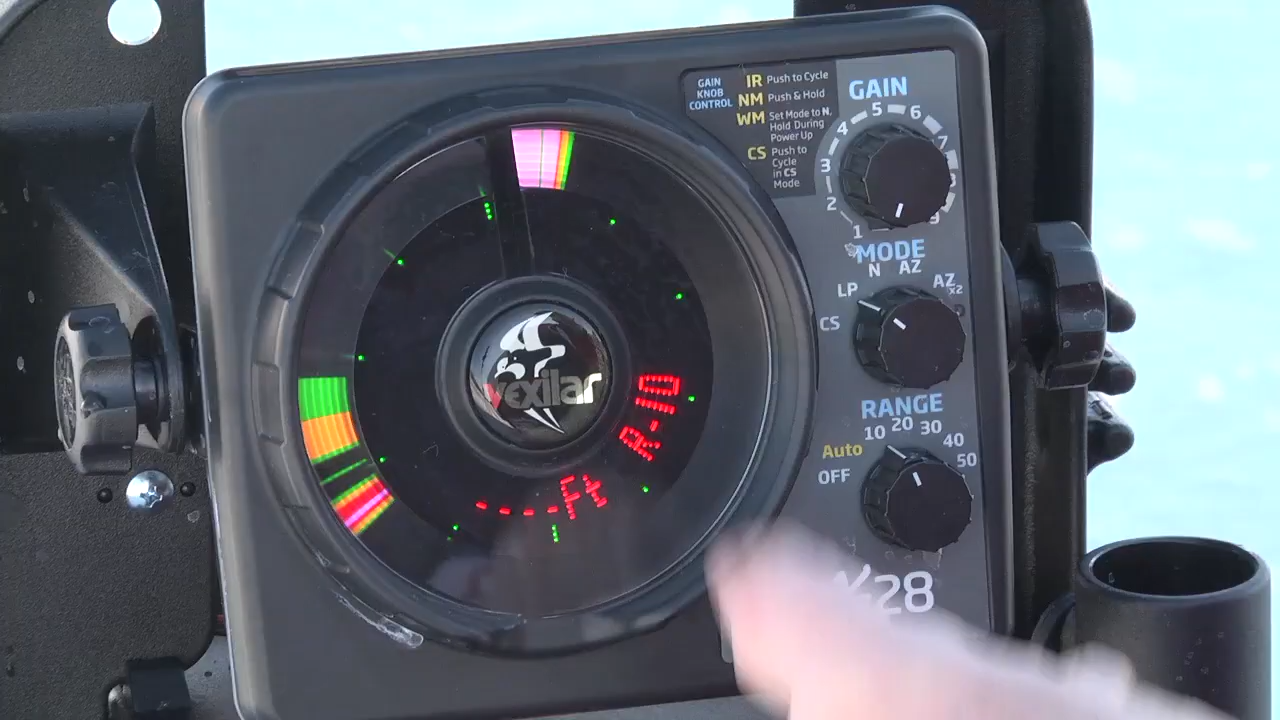 GAIN
KNOB
CONTROL
IR Push to Cycle
NM Push & Hold
WM Set Mode to N,
Hold During
Power Up
CS Push to
Cycle
in CS
Mode
GAIN
1 2 3 4 5 6 7 8 9
MODE
CS LP N AZ AZx2
RANGE
OFF Auto 10 20 30 40 50
28
Vexilar
R-10
----Ft